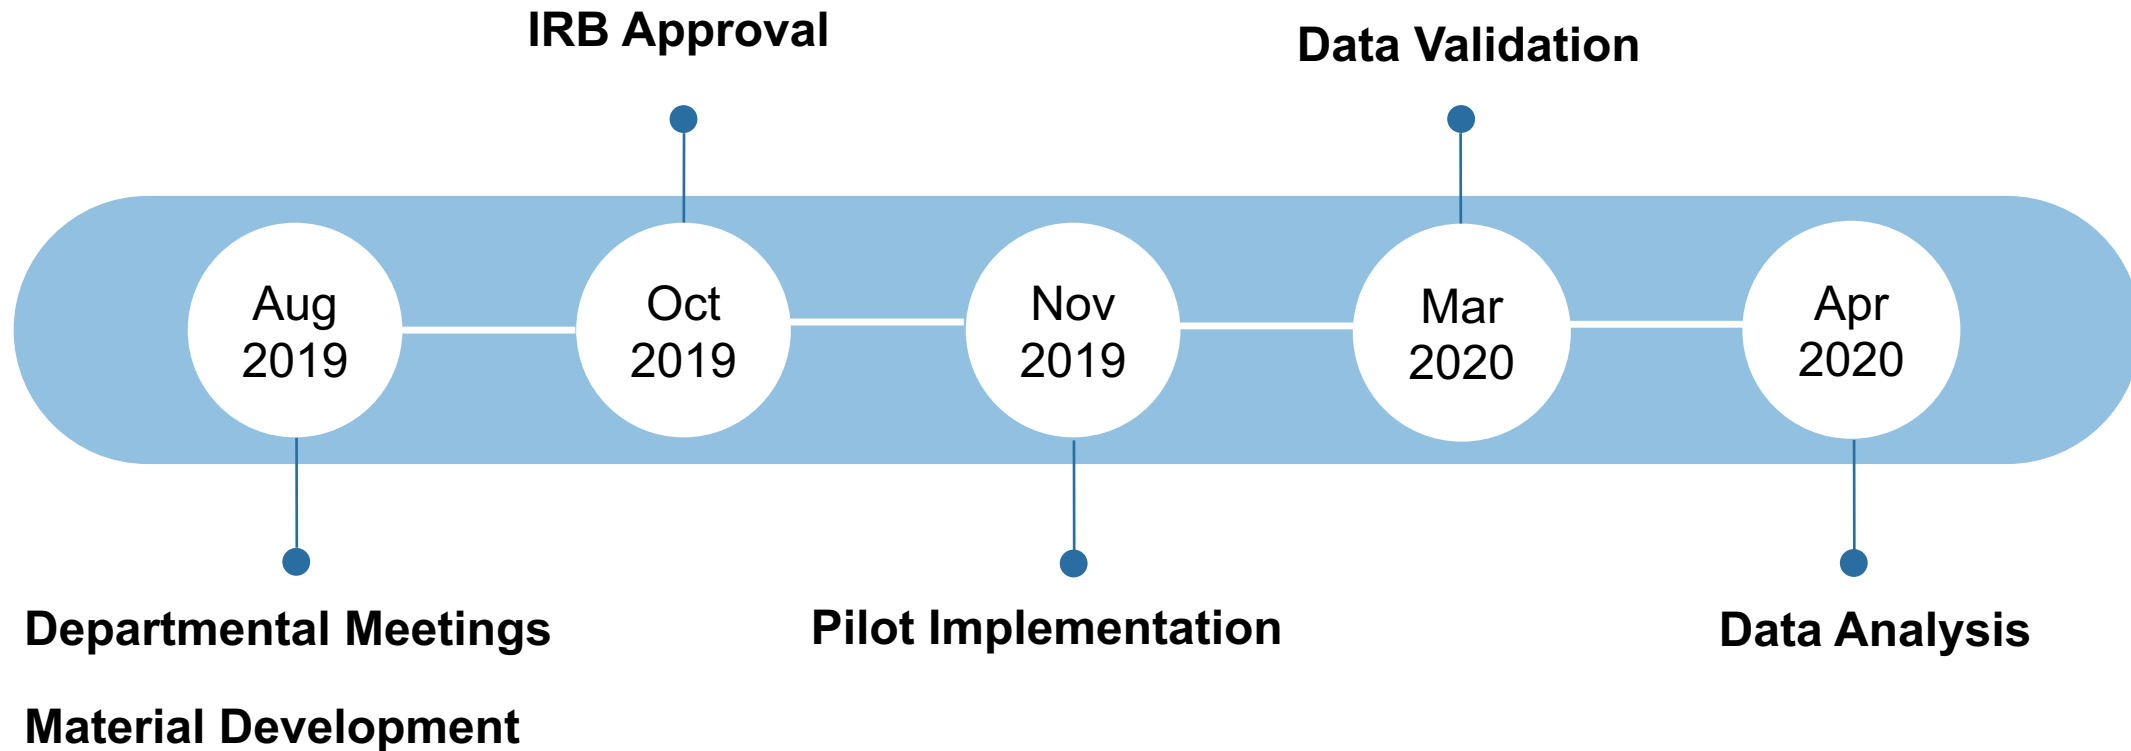 IRB Approval
Data Validation
Aug
2019
Oct
2019
Nov
2019
Mar
2020
Apr
2020
Departmental Meetings
Material Development
Pilot Implementation
Data Analysis